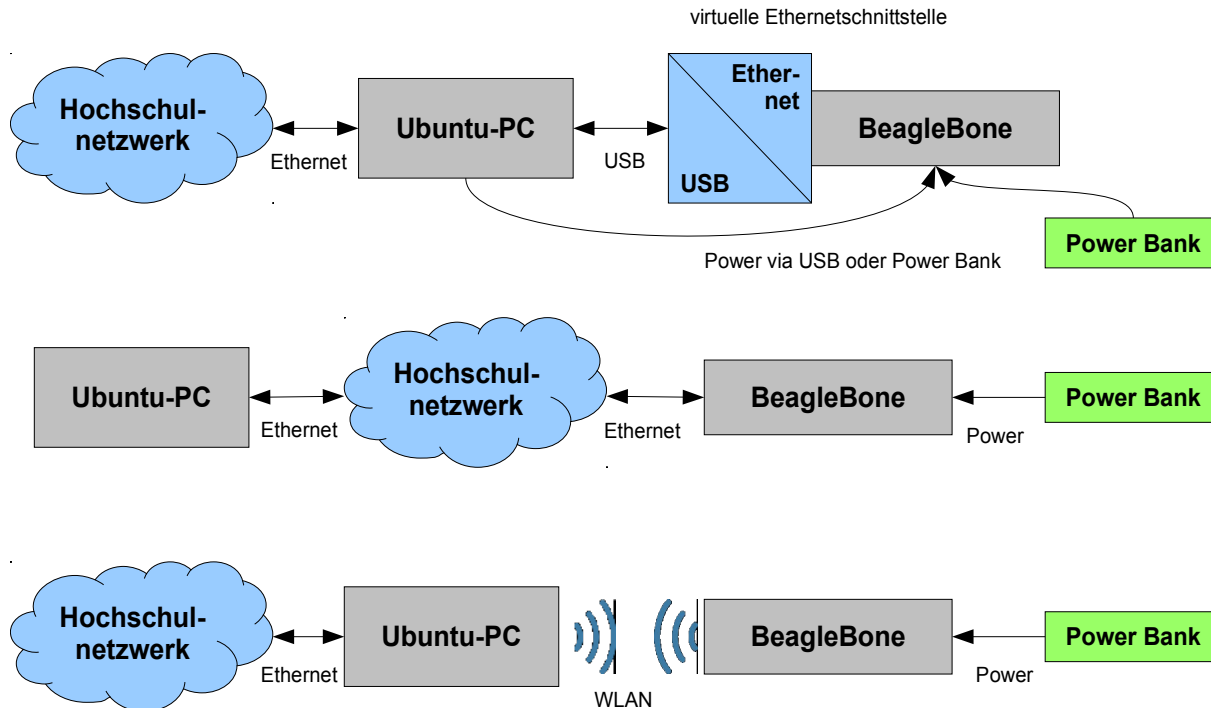 virtuelle Ethernetschnittstelle
Hochschul-
netzwerk
Ethernet
Ubuntu-PC
USB
Ether-
net
USB
BeagleBone
Power via USB oder Power Bank
Power Bank
Ubuntu-PC
Ethernet
Hochschul-
netzwerk
Ethernet
BeagleBone
Power
Power Bank
Hochschul-
netzwerk
Ethernet
Ubuntu-PC
WLAN
BeagleBone
Power
Power Bank